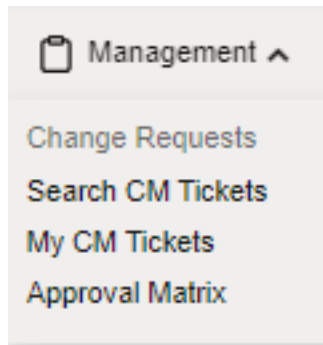 Management
Change Requests
Search CM Tickets
My CM Tickets
Approval Matrix